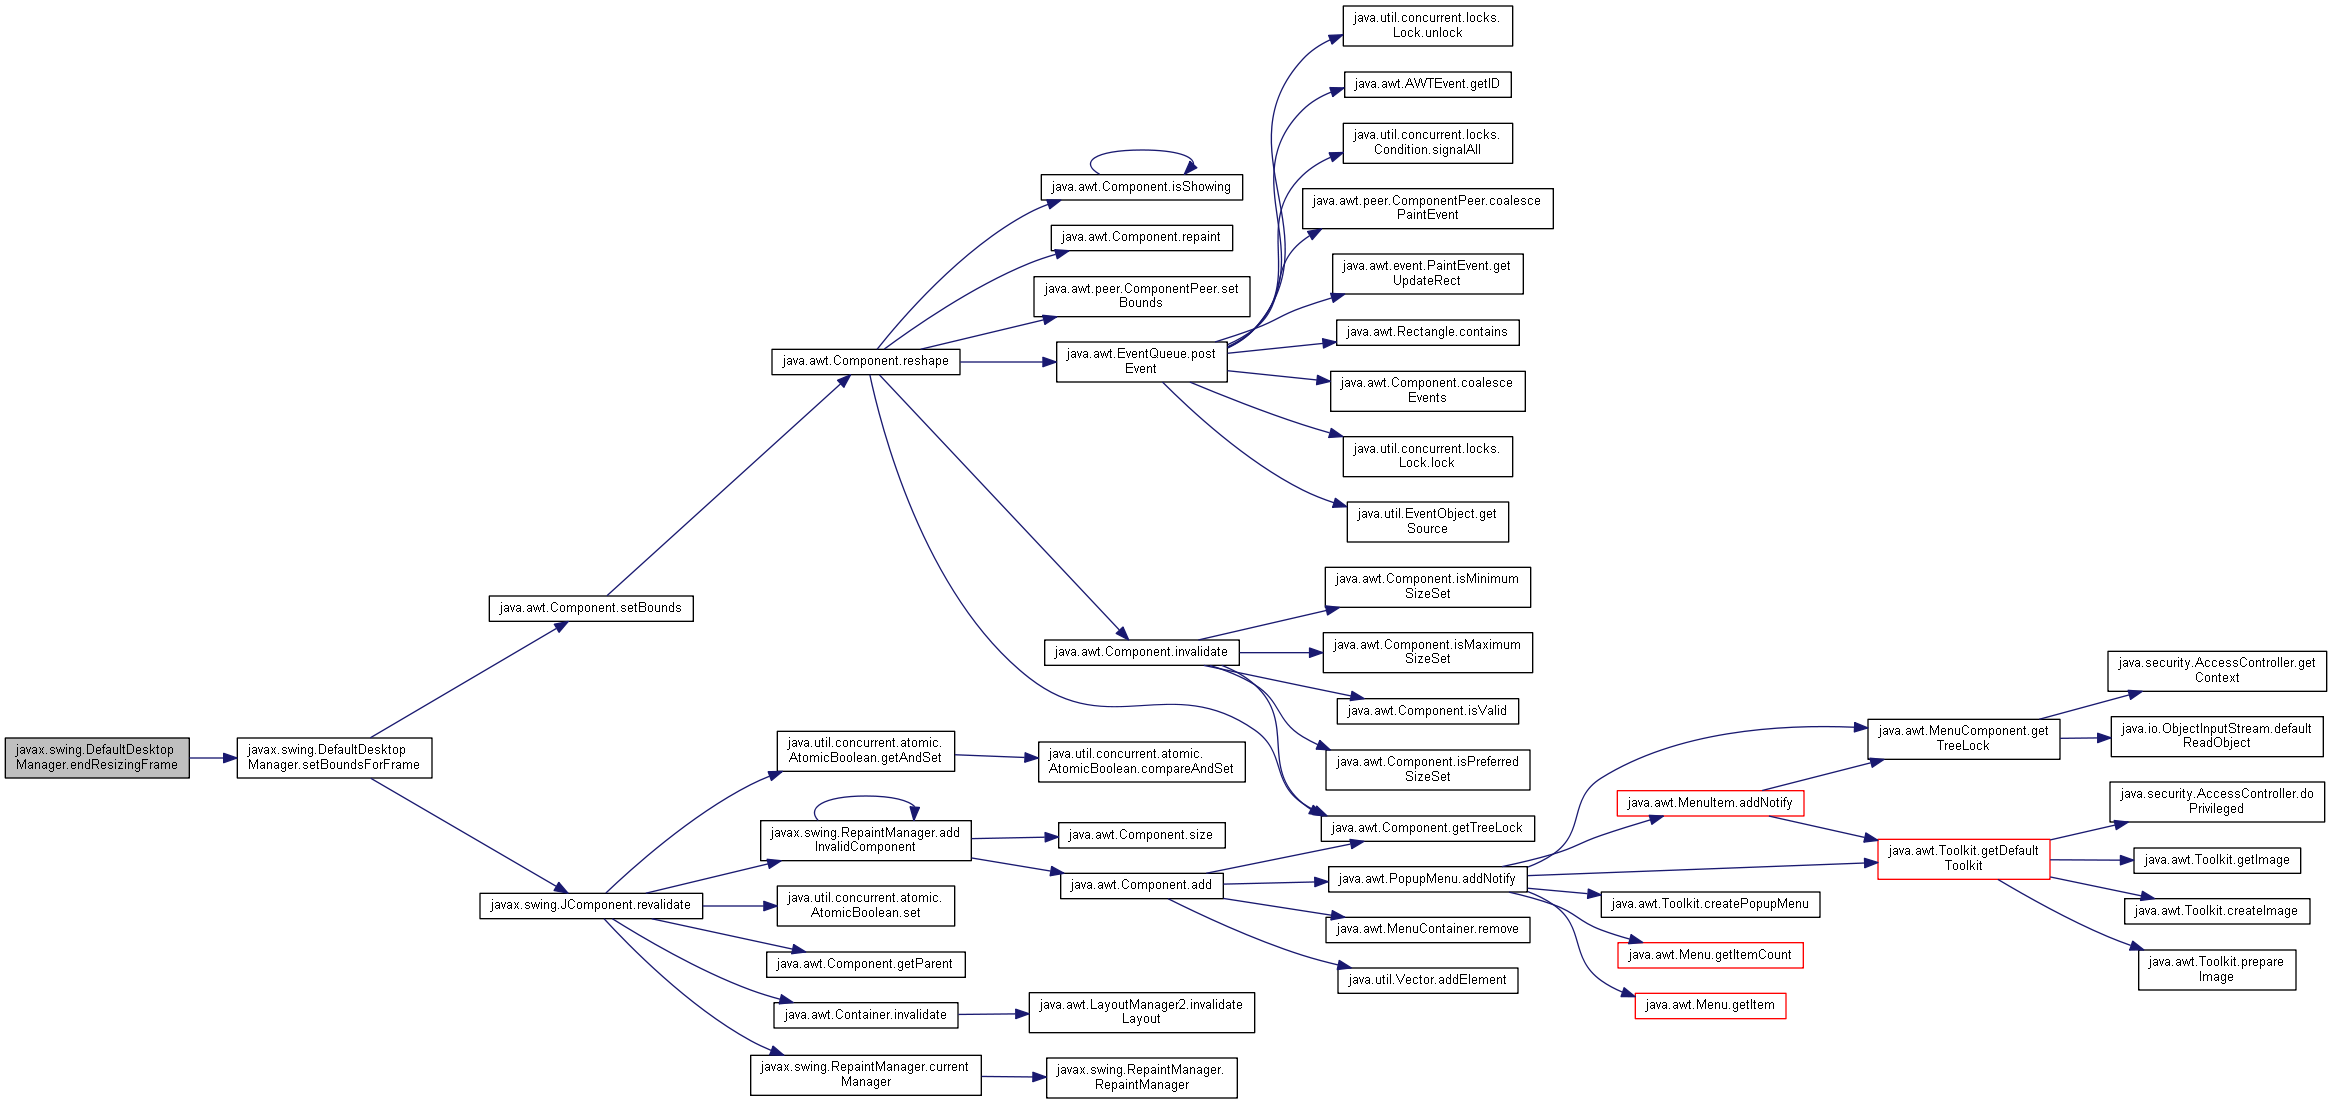 javax.swing.DefaultDesktop
Manager.endResizingFrame
javax.swing.DefaultDesktop
Manager.setBoundsForFrame
java.awt.Component.setBounds
javax.swing.JComponent.revalidate
java.awt.Component.reshape
java.util.concurrent.atomic.
AtomicBoolean.getAndSet
javax.swing.RepaintManager.add
InvalidComponent
java.util.concurrent.atomic.
AtomicBoolean.set
java.awt.Component.getParent
java.awt.Container.invalidate
javax.swing.RepaintManager.current
Manager
java.awt.Component.isShowing
java.awt.Component.repaint
java.awt.peer.ComponentPeer.set
Bounds
java.awt.EventQueue.post
Event
java.awt.Component.invalidate
java.util.concurrent.atomic.
AtomicBoolean.compareAndSet
java.awt.Component.size
java.awt.Component.add
java.awt.LayoutManager2.invalidate
Layout
javax.swing.RepaintManager.
RepaintManager
java.util.concurrent.locks.
Lock.unlock
java.awt.AWTEvent.getID
java.util.concurrent.locks.
Condition.signalAll
java.awt.peer.ComponentPeer.coalesce
PaintEvent
java.awt.event.PaintEvent.get
UpdateRect
java.awt.Rectangle.contains
java.awt.Component.coalesce
Events
java.util.concurrent.locks.
Lock.lock
java.util.EventObject.get
Source
java.awt.Component.isMinimum
SizeSet
java.awt.Component.isMaximum
SizeSet
java.awt.Component.isValid
java.awt.Component.isPreferred
SizeSet
java.awt.Component.getTreeLock
java.awt.PopupMenu.addNotify
java.awt.MenuContainer.remove
java.util.Vector.addElement
java.awt.MenuItem.addNotify
java.awt.Toolkit.createPopupMenu
java.awt.Menu.getItemCount
java.awt.Menu.getItem
java.awt.MenuComponent.get
TreeLock
java.awt.Toolkit.getDefault
Toolkit
java.security.AccessController.get
Context
java.io.ObjectInputStream.default
ReadObject
java.security.AccessController.do
Privileged
java.awt.Toolkit.getImage
java.awt.Toolkit.createImage
java.awt.Toolkit.prepare
Image